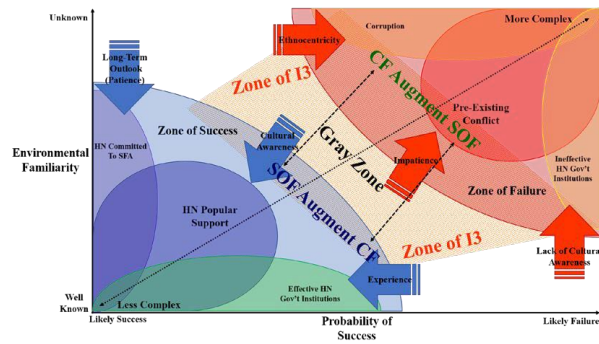 Unknown
Ethnocentricity
Corruption
More Complex
Long-Term
Outlook
(Patience)
Zone of I3
CF Augment SOF
Pre-Existing
Conflict
Zone of Success
Cultural
Awareness
Gray Zone
Impatience
Environmental
Familiarity
HN Committed
To SFA
Ineffective
HN Gov't
Institutions
HN Popular
Support
SOF Augment CF
Zone of Failure
Zone of I3
Lack of Cultural
Awareness
Effective HN
Gov't Institutions
Experience
Well
Known
Less Complex
Likely Success
Probability of
Success
Likely Failure